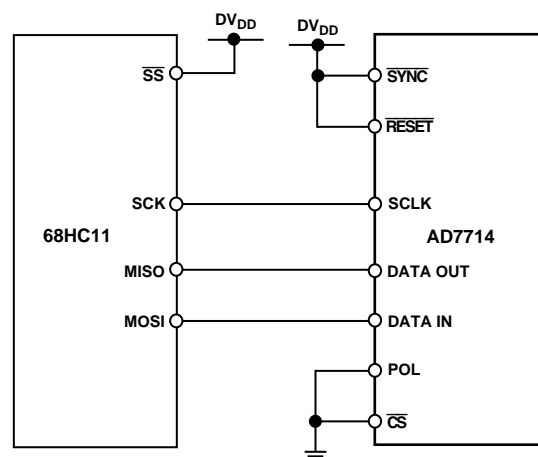 DVDD
DVDD
SS
SYNC
RESET
SCK
SCLK
68HC11
AD7714
MISO
DATA OUT
MOSI
DATA IN
POL
CS